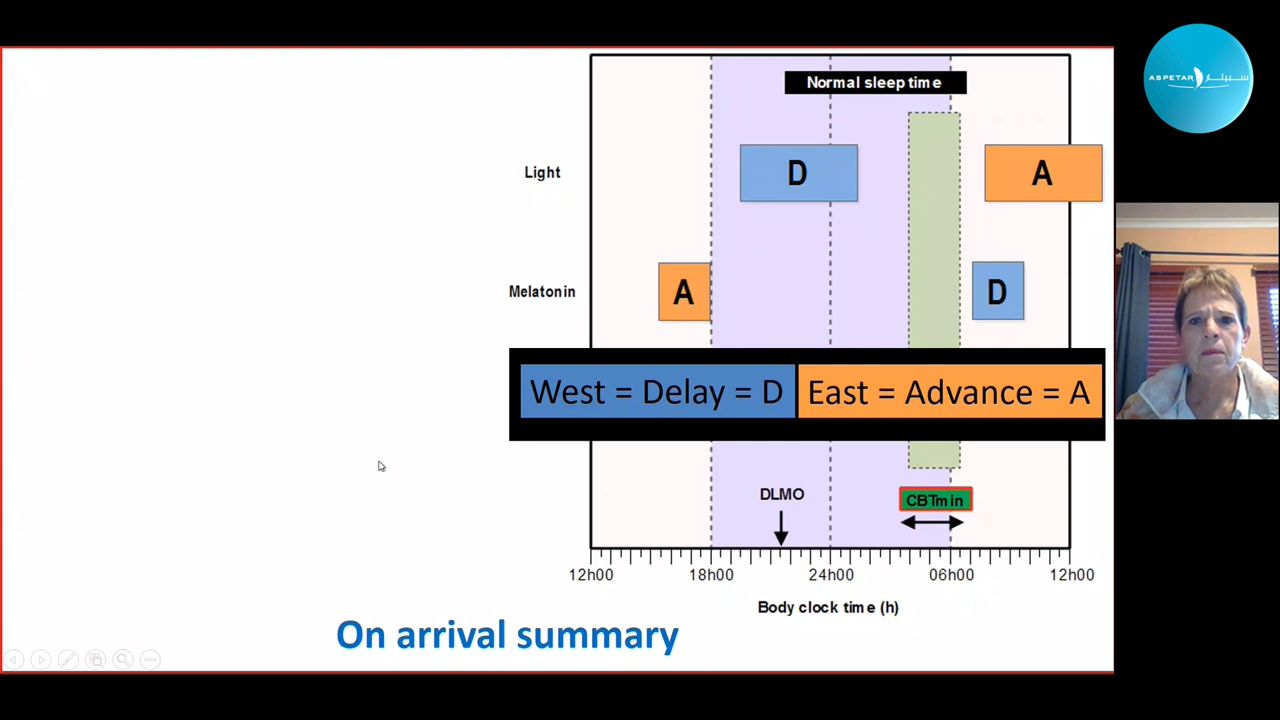 Normal sleep time
ASPETAR سبيتار
Light
D
A
Melatonin
A
D
West = Delay = D
East = Advance = A
DLMO
CBTmin
12h00 18h00 24h00 06h00 12h00
Body clock time (h)
On arrival summary